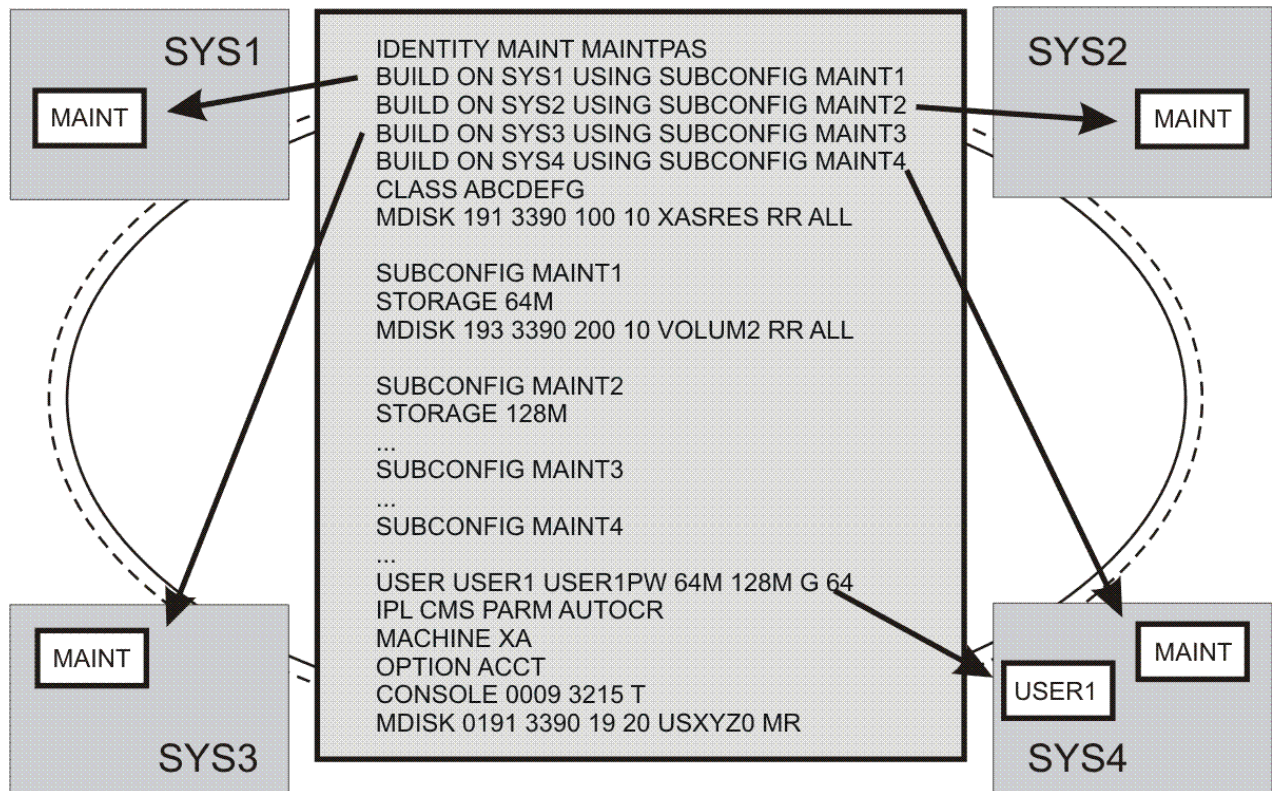 SYS1
MAINT
IDENTITY MAINT MAINTPAS
BUILD ON SYS1 USING SUBCONFIG MAINT1
BUILD ON SYS2 USING SUBCONFIG MAINT2
BUILD ON SYS3 USING SUBCONFIG MAINT3
BUILD ON SYS4 USING SUBCONFIG MAINT4
CLASS ABCDEFG
MDISK 191 3390 100 10 XASRES RR ALL
SUBCONFIG MAINT1
STORAGE 64M
MDISK 193 3390 200 10 VOLUM2 RR ALL
SUBCONFIG MAINT2
STORAGE 128M
...
SUBCONFIG MAINT3
...
SUBCONFIG MAINT4
...
USER USER1 USER1PW 64M 128M G 64
IPL CMS PARM AUTOCR
MACHINE XA
OPTION ACCT
CONSOLE 0009 3215 T
MDISK 0191 3390 19 20 USXYZ0 MR
SYS2
MAINT
MAINT
SYS3
MAINT
USER1
SYS4